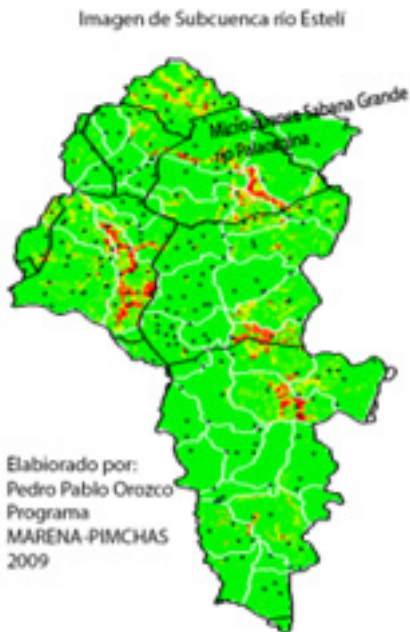 Imagen de Subcuenca río Estelí
Microcuenca Sabana Grande
río Palacagüina
Elabiorado por:
Pedro Pablo Orozco
Programa
MARENA-PIMCHAS
2009